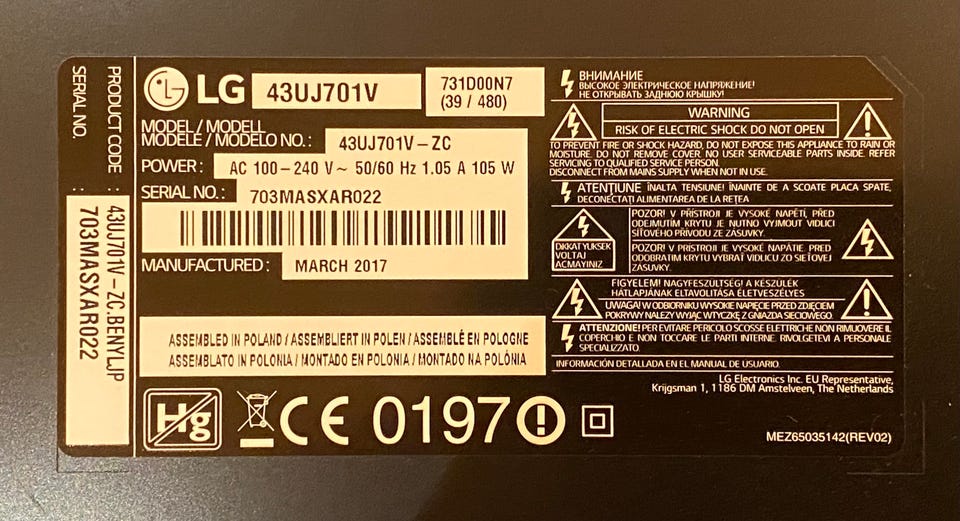 PRODUCT CODE : 43UJ701V-ZC.BENYLJP
SERIAL NO. : 703MASXAR022
LG 43UJ701V
731D00N7
(39 / 480)
MODEL / MODELL
MODELE / MODELO NO.: 43UJ701V-ZC
POWER: AC 100-240 V~ 50/60 Hz 1.05 A 105 W
SERIAL NO.: 703MASXAR022
MANUFACTURED: MARCH 2017
ASSEMBLED IN POLAND / ASSEMBLIERT IN POLEN / ASSEMBLÉ EN POLOGNE
ASSEMBLATO IN POLONIA / MONTADO EN POLONIA / MONTADO NA POLÓNIA
Hg
CE 0197
ВНИМАНИЕ
ВЫСОКОЕ ЭЛЕКТРИЧЕСКОЕ НАПРЯЖЕНИЕ!
НЕ ОТКРЫВАТЬ ЗАДНЮЮ КРЫШКУ!
WARNING
RISK OF ELECTRIC SHOCK DO NOT OPEN
TO PREVENT FIRE OR SHOCK HAZARD, DO NOT EXPOSE THIS APPLIANCE TO RAIN OR
MOISTURE. DO NOT REMOVE COVER. NO USER SERVICEABLE PARTS INSIDE. REFER
SERVICING TO QUALIFIED SERVICE PERSON.
DISCONNECT FROM MAINS SUPPLY WHEN NOT IN USE.
ATENŢIUNE ÎNALTA TENSIUNE! ÎNAINTE DE A SCOATE PLACA SPATE,
DECONECTAŢI ALIMENTAREA DE LA REŢEA
DIKKAT YUKSEK
VOLTAJ
ACMAYINIZ
POZOR! V PŘÍSTROJI JE VYSOKÉ NAPĚTÍ, PŘED
ODEJMUTÍM KRYTU JE NUTNO VYJMOUT VIDLICI
SÍŤOVÉHO PŘÍVODU ZE ZÁSUVKY.
POZOR! V PRÍSTROJI JE VYSOKÉ NAPÄTIE. PRED
ODOBRATIM KRYTU VYBRAŤ VIDLICU ZO SIEŤOVEJ
ZÁSUVKY.
FIGYELEM! NAGYFESZÜLTSÉG! A KÉSZÜLÉK
HÁTLAPJÁNAK ELTAVOLÍTÁSA ÉLETVESZÉLYES
UWAGA! W ODBIORNIKU WYSOKIE NAPIĘCIE PRZED ZDJĘCIEM
POKRYWY NALEŻY WYJĄĆ WTYCZKĘ Z GNIAZDA SIECIOWEGO.
ATTENZIONE! PER EVITARE PERICOLO SCOSSE ELETTRICHE NON RIMUOVERE IL
COPERCHIO E NON TOCCARE LE PARTI INTERNE. RIVOLGETEVI A PERSONALE
SPECIALIZZATO.
INFORMACIÓN DETALLADA EN EL MANUAL DE USUARIO.
LG Electronics Inc. EU Representative,
Krijgsman 1, 1186 DM Amstelveen, The Netherlands
MEZ65035142(REV02)